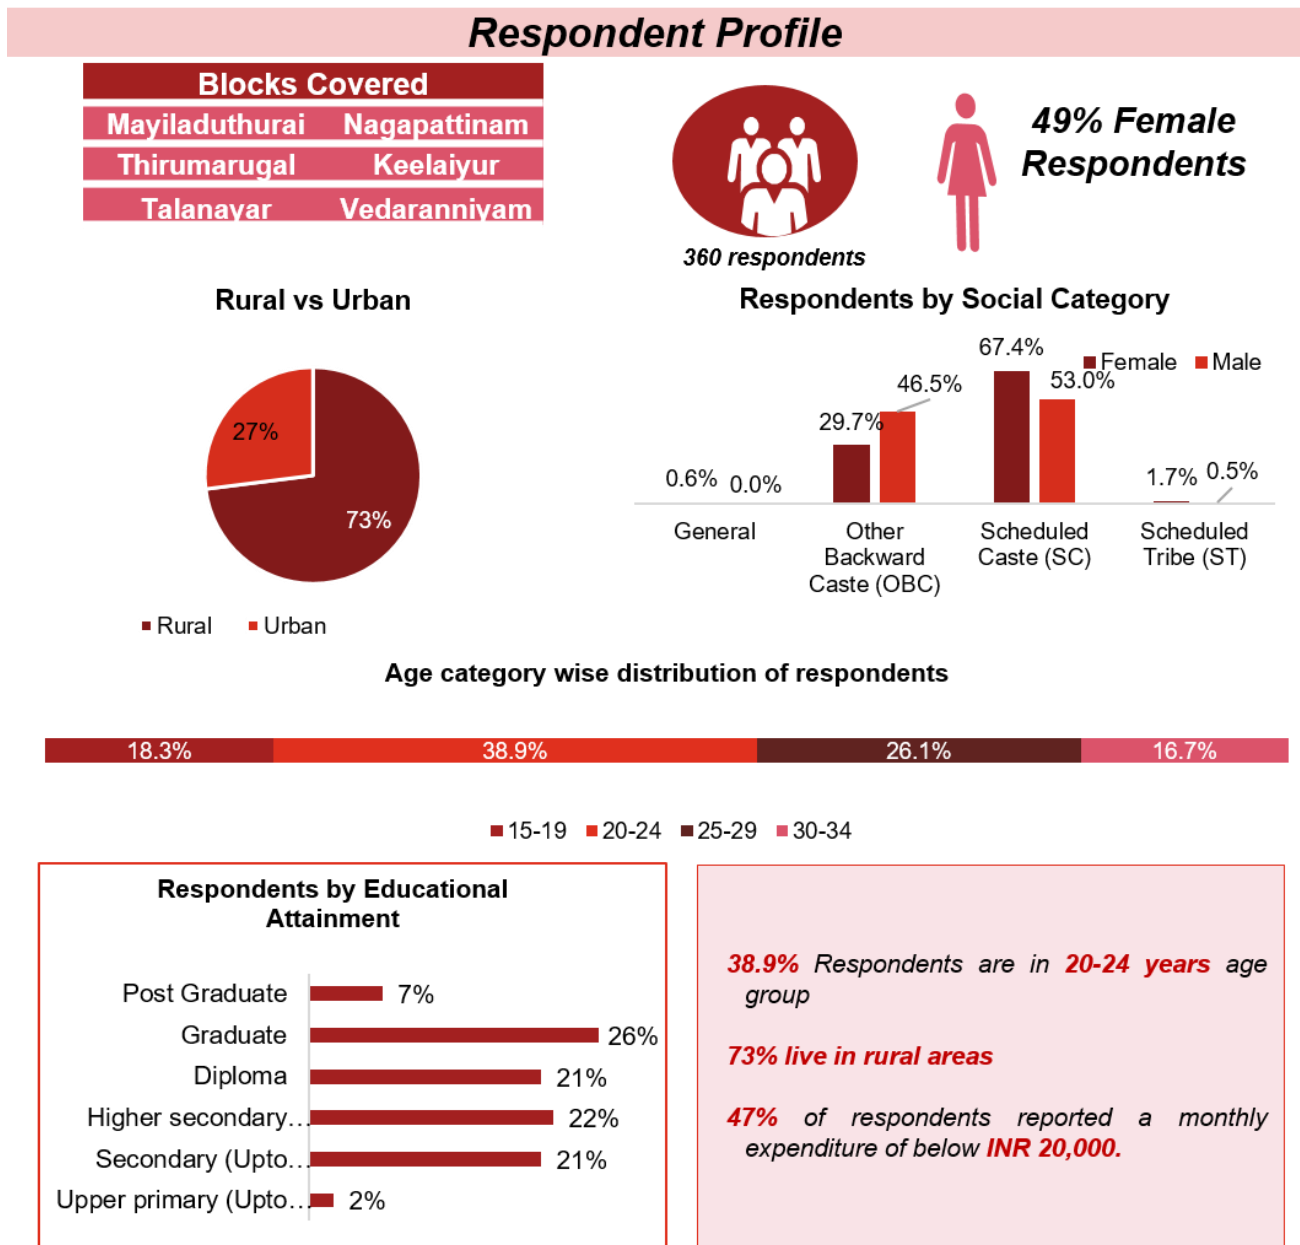 Respondent Profile
Blocks Covered
Mayiladuthurai Nagapattinam
Thirumarugal Keelaiyur
Talanayar Vedaranniyam
360 respondents
49% Female
Respondents
Rural vs Urban
27%
73%
Rural Urban
Respondents by Social Category
Female Male
0.6% 0.0%
29.7% 46.5%
67.4% 53.0%
1.7% 0.5%
General
Other
Backward
Caste (OBC)
Scheduled
Caste (SC)
Scheduled
Tribe (ST)
Age category wise distribution of respondents
18.3% 38.9% 26.1% 16.7%
15-19 20-24 25-29 30-34
Respondents by Educational
Attainment
Post Graduate 7%
Graduate 26%
Diploma 21%
Higher secondary… 22%
Secondary (Upto… 21%
Upper primary (Upto… 2%
38.9% Respondents are in 20-24 years age
group
73% live in rural areas
47% of respondents reported a monthly
expenditure of below INR 20,000.